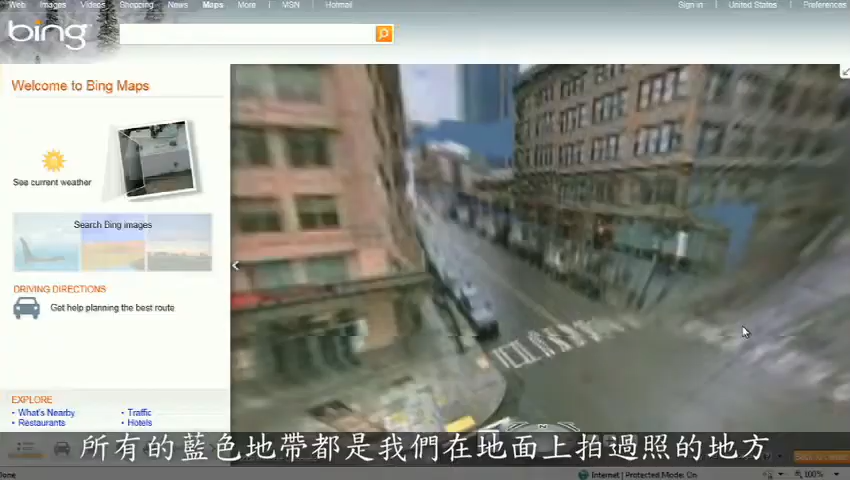 Web Images Videos Shopping News Maps More MSN Hotmail Sign in United States Preferences
bing
Welcome to Bing Maps
See current weather
Search Bing images
DRIVING DIRECTIONS
Get help planning the best route
EXPLORE
What's Nearby Traffic
Restaurants Hotels
所有的藍色地帶都是我們在地面上拍過照的地方
Done Internet | Protected Mode: On 100%